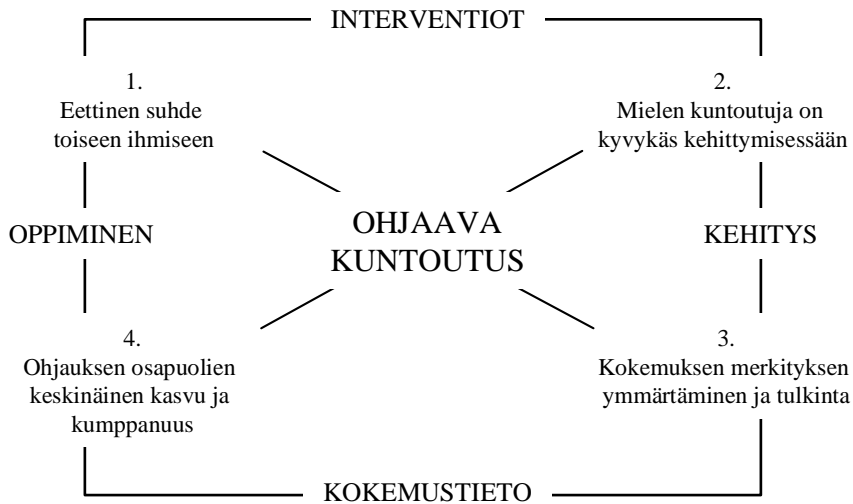 INTERVENTIOT
1.
Eettinen suhde
toiseen ihmiseen
2.
Mielen kuntoutuja on
kyvykäs kehittymisessään
OPPIMINEN
OHJAAVA
KUNTOUTUS
KEHITYS
4.
Ohjauksen osapuolien
keskinäinen kasvu ja
kumppanuus
3.
Kokemuksen merkityksen
ymmärtäminen ja tulkinta
KOKEMUSTIETO